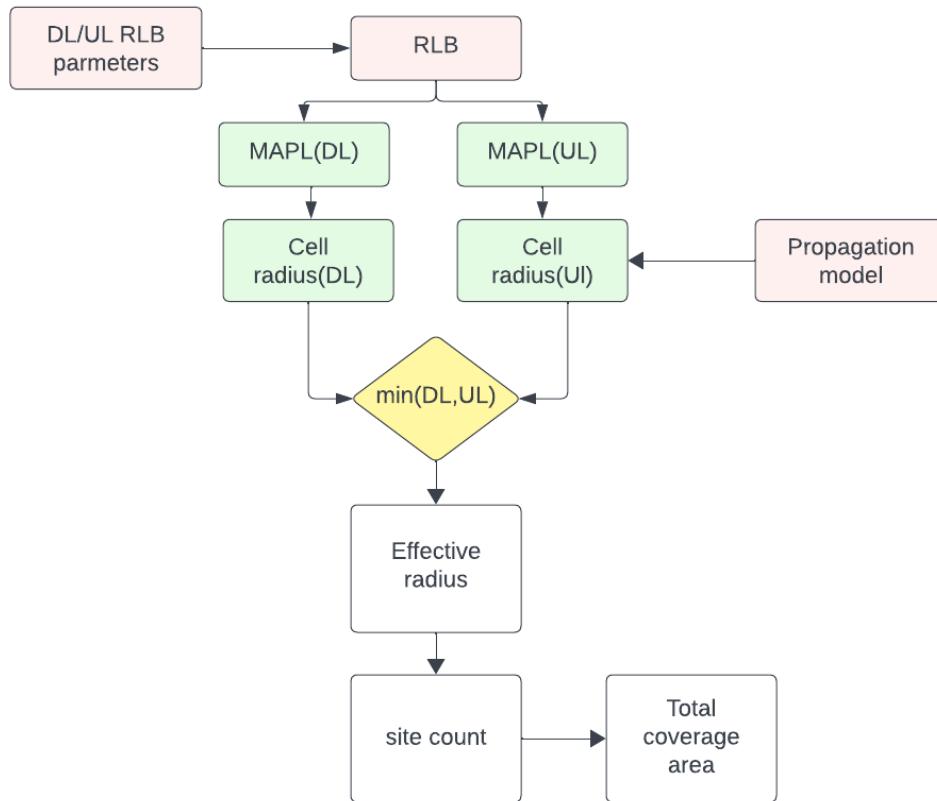 DL/UL RLB
parmeters
RLB
MAPL(DL)
MAPL(UL)
Cell
radius(DL)
Cell
radius(Ul)
Propagation
model
min(DL,UL)
Effective
radius
site count
Total
coverage
area